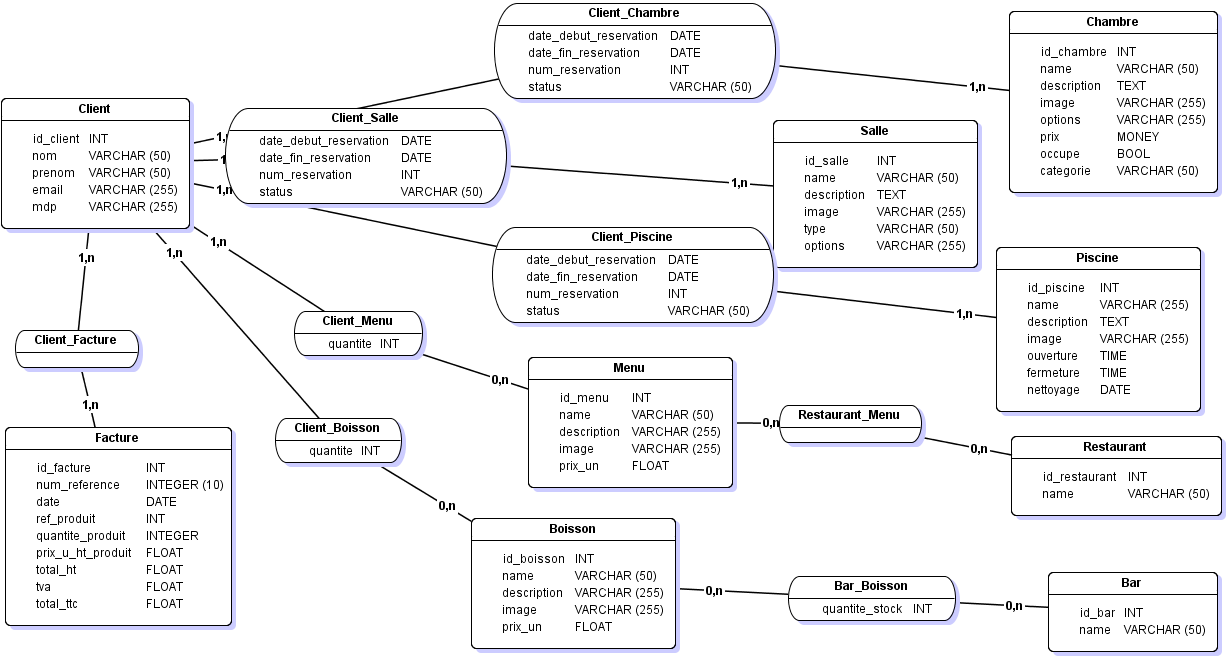 Client_Chambre
date_debut_reservation DATE
date_fin_reservation DATE
num_reservation INT
status VARCHAR (50)
1,n
Chambre
id_chambre INT
name VARCHAR (50)
description TEXT
image VARCHAR (255)
options VARCHAR (255)
prix MONEY
occupe BOOL
categorie VARCHAR (50)
Client
id_client INT
nom VARCHAR (50)
prenom VARCHAR (50)
email VARCHAR (255)
mdp VARCHAR (255)
1,n
Client_Salle
date_debut_reservation DATE
date_fin_reservation DATE
num_reservation INT
status VARCHAR (50)
1,n
Salle
id_salle INT
name VARCHAR (50)
description TEXT
image VARCHAR (255)
type VARCHAR (50)
options VARCHAR (255)
1,n
Client_Piscine
date_debut_reservation DATE
date_fin_reservation DATE
num_reservation INT
status VARCHAR (50)
1,n
Piscine
id_piscine INT
name VARCHAR (255)
description TEXT
image VARCHAR (255)
ouverture TIME
fermeture TIME
nettoyage DATE
1,n
1,n
1,n
Client_Menu
quantite INT
0,n
Menu
id_menu INT
name VARCHAR (50)
description VARCHAR (255)
image VARCHAR (255)
prix_un FLOAT
0,n
Restaurant_Menu
0,n
Restaurant
id_restaurant INT
name VARCHAR (50)
Client_Facture
1,n
Facture
id_facture INT
num_reference INTEGER (10)
date DATE
ref_produit INT
quantite_produit INTEGER
prix_u_ht_produit FLOAT
total_ht FLOAT
tva FLOAT
total_ttc FLOAT
Client_Boisson
quantite INT
0,n
Boisson
id_boisson INT
name VARCHAR (50)
description VARCHAR (255)
image VARCHAR (255)
prix_un FLOAT
0,n
Bar_Boisson
quantite_stock INT
0,n
Bar
id_bar INT
name VARCHAR (50)